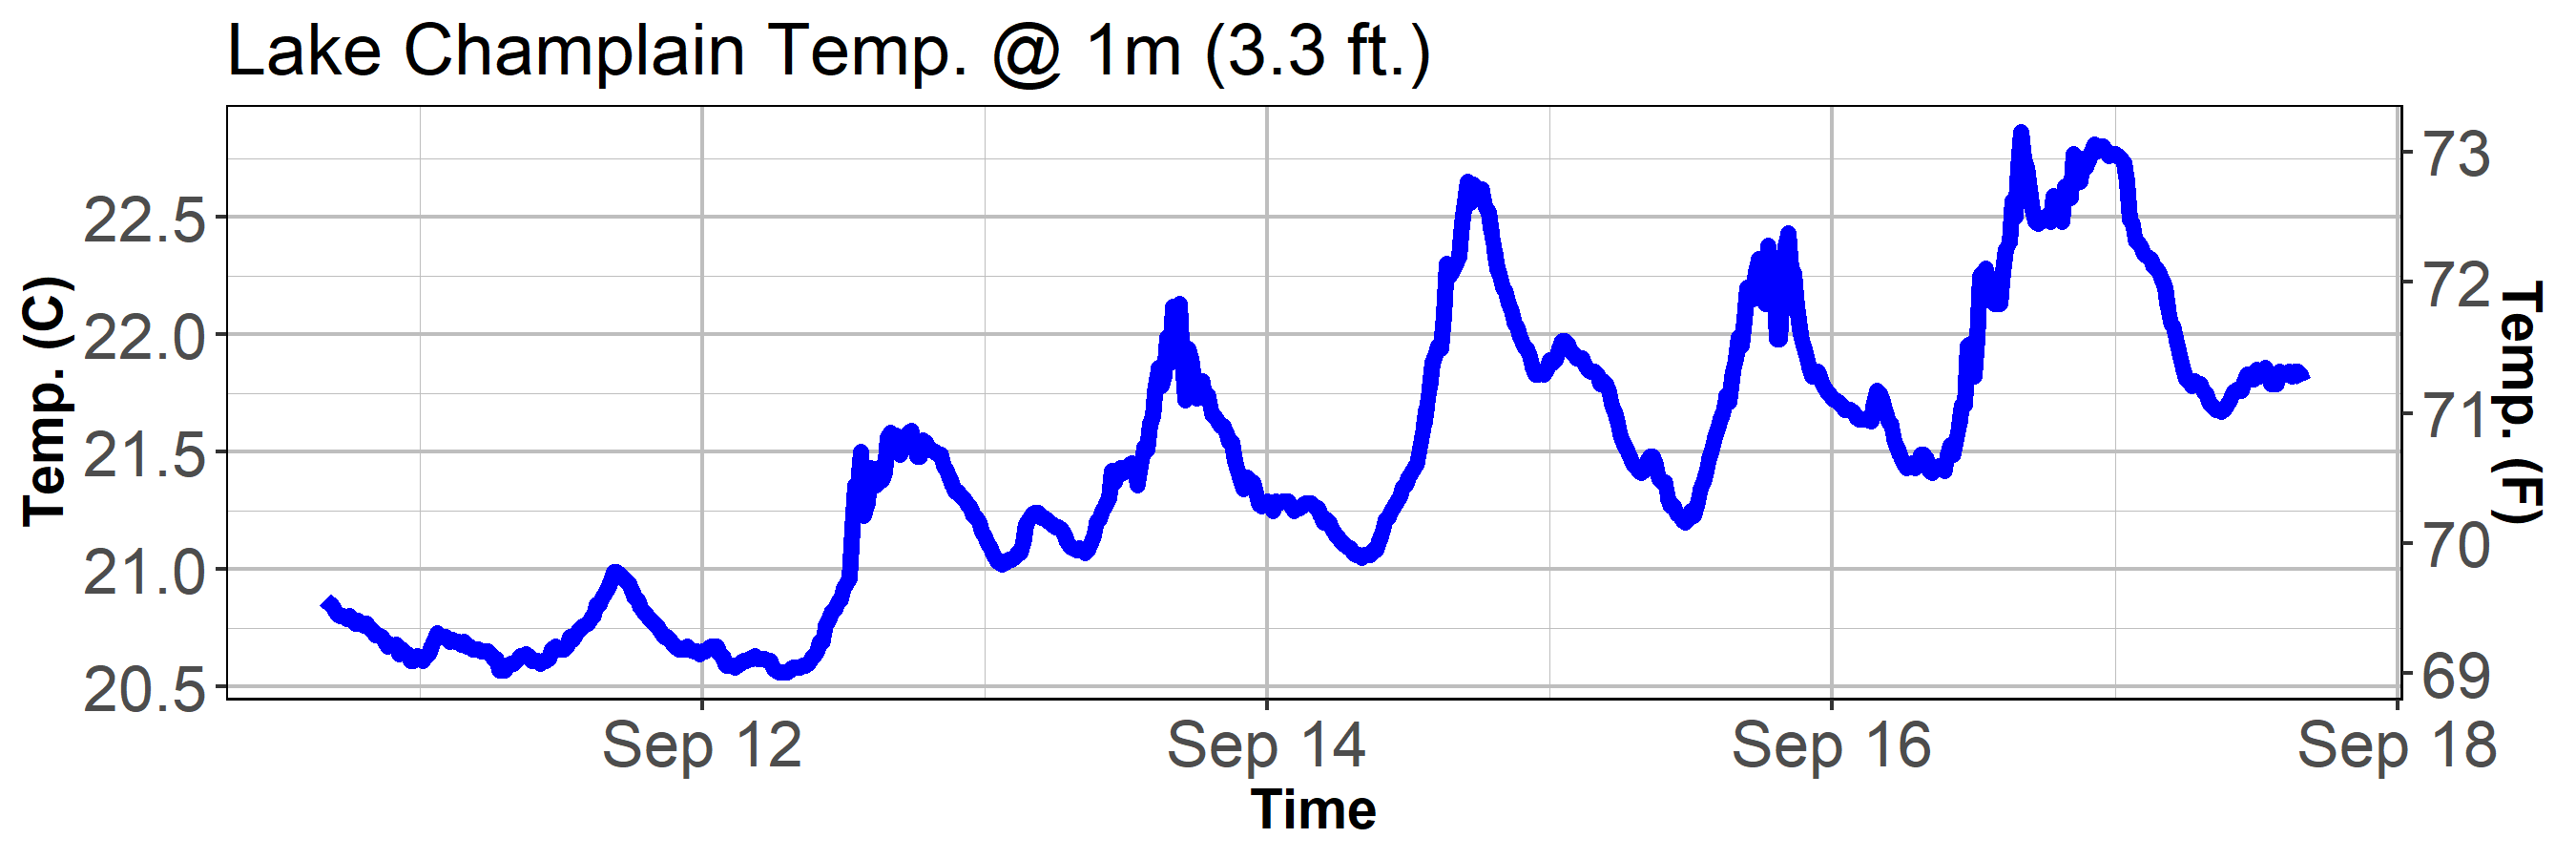 Lake Champlain Temp. @ 1m (3.3 ft.)
Temp. (C)
22.5
22.0
21.5
21.0
20.5
73
72
71
70
69
Temp. (F)
Sep 12
Sep 14
Sep 16
Sep 18
Time